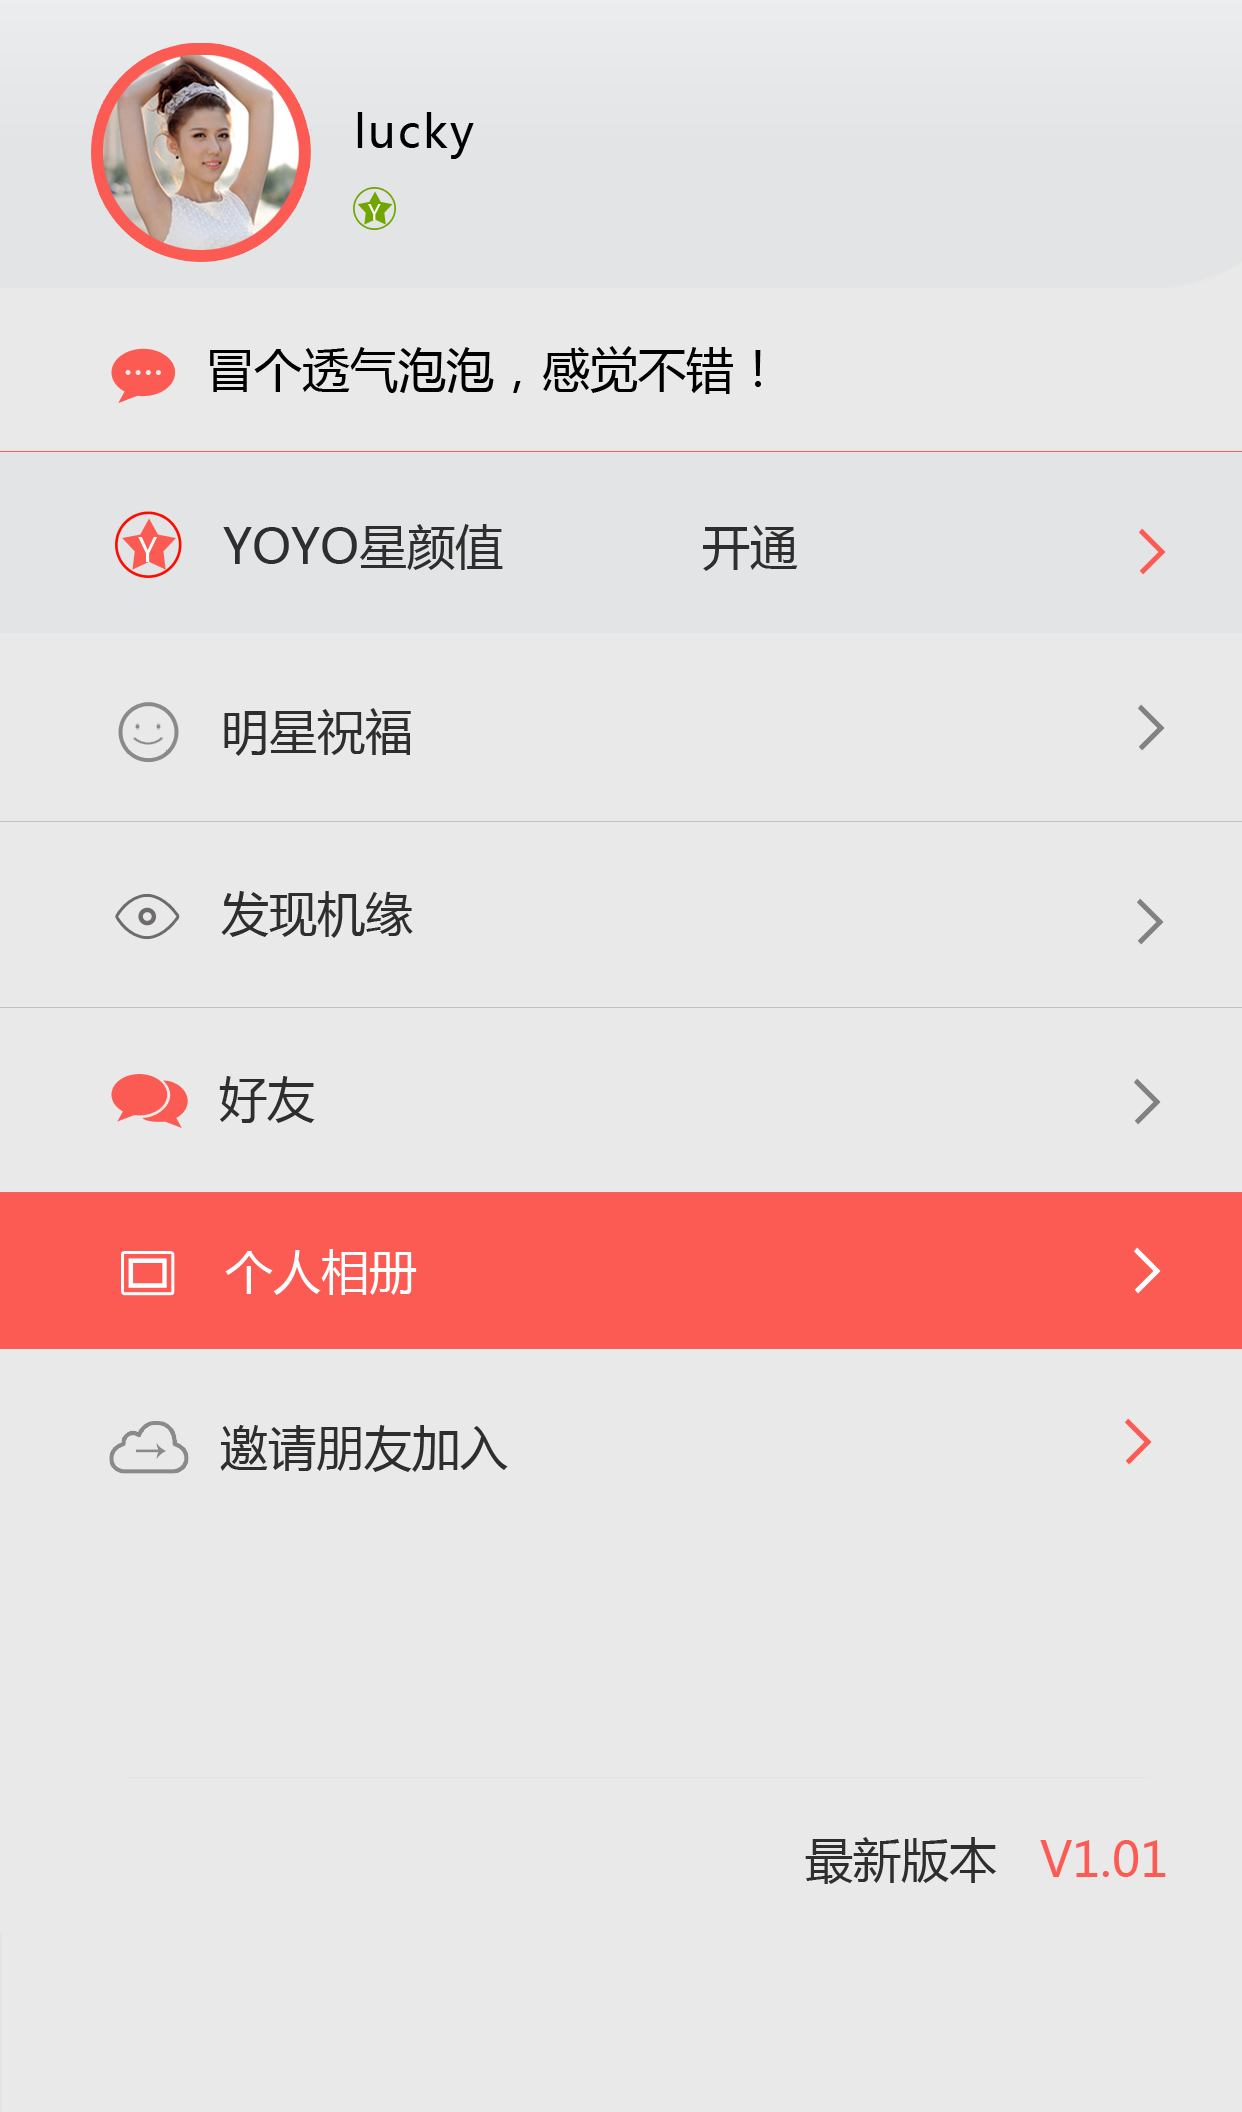 lucky
冒个透气泡泡，感觉不错！
YOYO星颜值 开通
明星祝福
发现机缘
好友
个人相册
邀请朋友加入
最新版本 V1.01